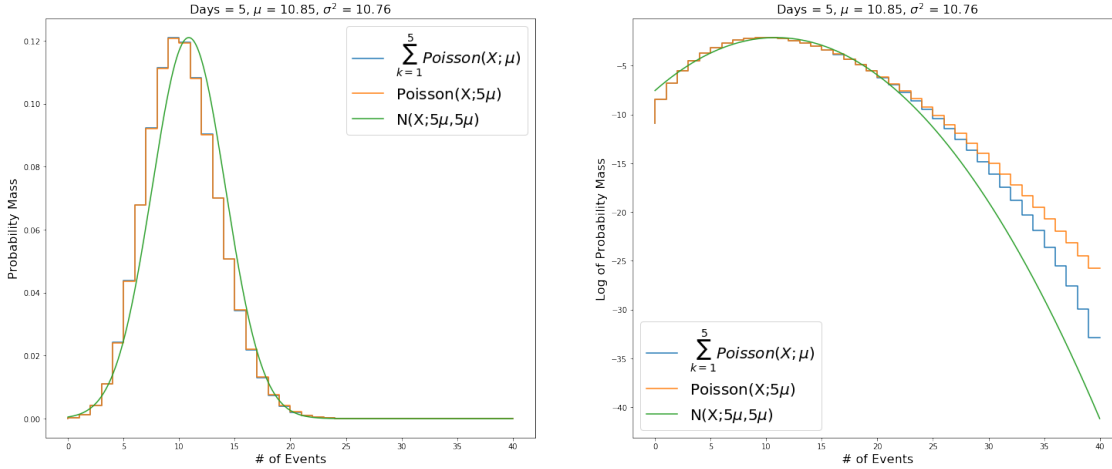 Days = 5, μ = 10.85, σ² = 10.76
Probability Mass
0.12
0.10
0.08
0.06
0.04
0.02
0.00
5
∑ Poisson(X; μ)
k=1
Poisson(X;5μ)
N(X;5μ,5μ)
0 5 10 15 20 25 30 35 40
# of Events
Days = 5, μ = 10.85, σ² = 10.76
Log of Probability Mass
−5
−10
−15
−20
−25
−30
−35
−40
5
∑ Poisson(X; μ)
k=1
Poisson(X;5μ)
N(X;5μ,5μ)
0 5 10 15 20 25 30 35 40
# of Events